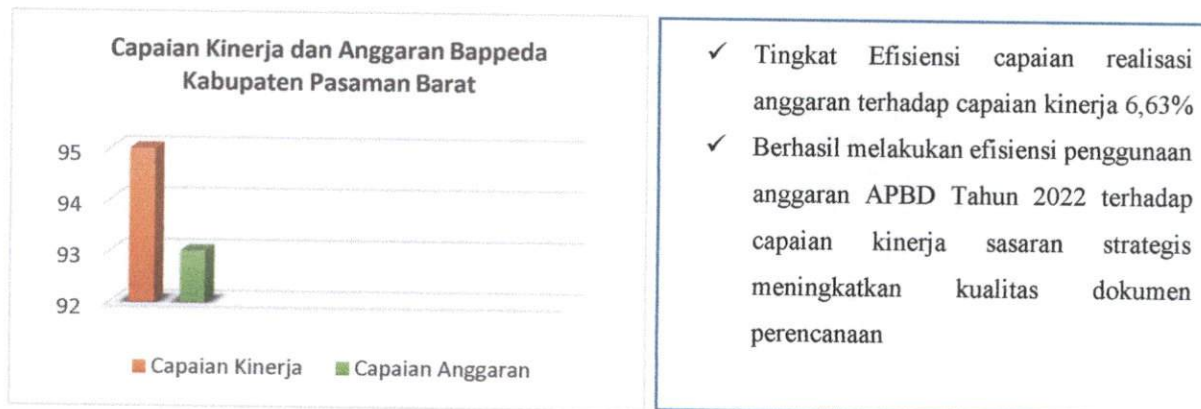 Capaian Kinerja dan Anggaran Bappeda
Kabupaten Pasaman Barat
95
94
93
92
Capaian Kinerja
Capaian Anggaran
✓ Tingkat Efisiensi capaian realisasi
anggaran terhadap capaian kinerja 6,63%
✓ Berhasil melakukan efisiensi penggunaan
anggaran APBD Tahun 2022 terhadap
capaian kinerja sasaran strategis
meningkatkan kualitas dokumen
perencanaan